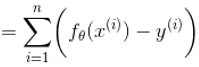 = \sum_{i=1}^{n} \left( f_{\theta}(x^{(i)}) - y^{(i)} \right)